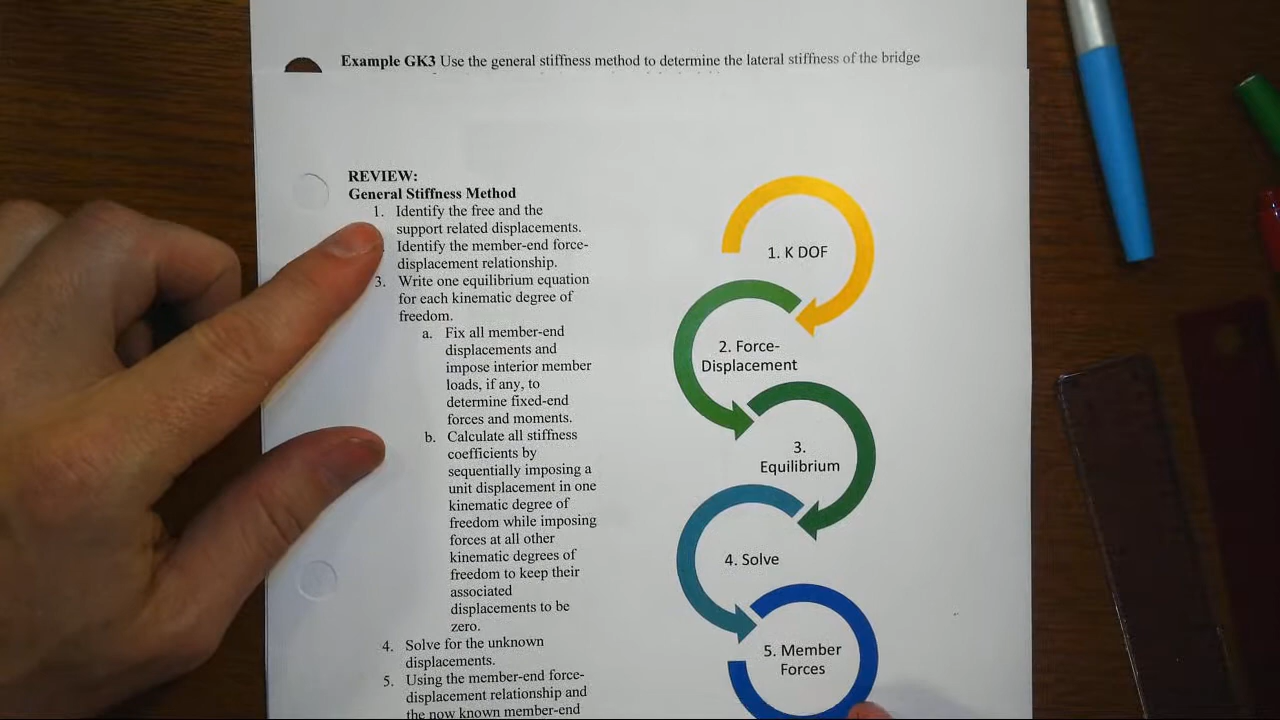 Example GK3 Use the general stiffness method to determine the lateral stiffness of the bridge
REVIEW:
General Stiffness Method
1. Identify the free and the
support related displacements.
Identify the member-end force-
displacement relationship.
3. Write one equilibrium equation
for each kinematic degree of
freedom.
a. Fix all member-end
displacements and
impose interior member
loads, if any, to
determine fixed-end
forces and moments.
b. Calculate all stiffness
coefficients by
sequentially imposing a
unit displacement in one
kinematic degree of
freedom while imposing
forces at all other
kinematic degrees of
freedom to keep their
associated
displacements to be
zero.
4. Solve for the unknown
displacements.
5. Using the member-end force-
displacement relationship and
the now known member-end
1. K DOF
2. Force-
Displacement
3.
Equilibrium
4. Solve
5. Member
Forces